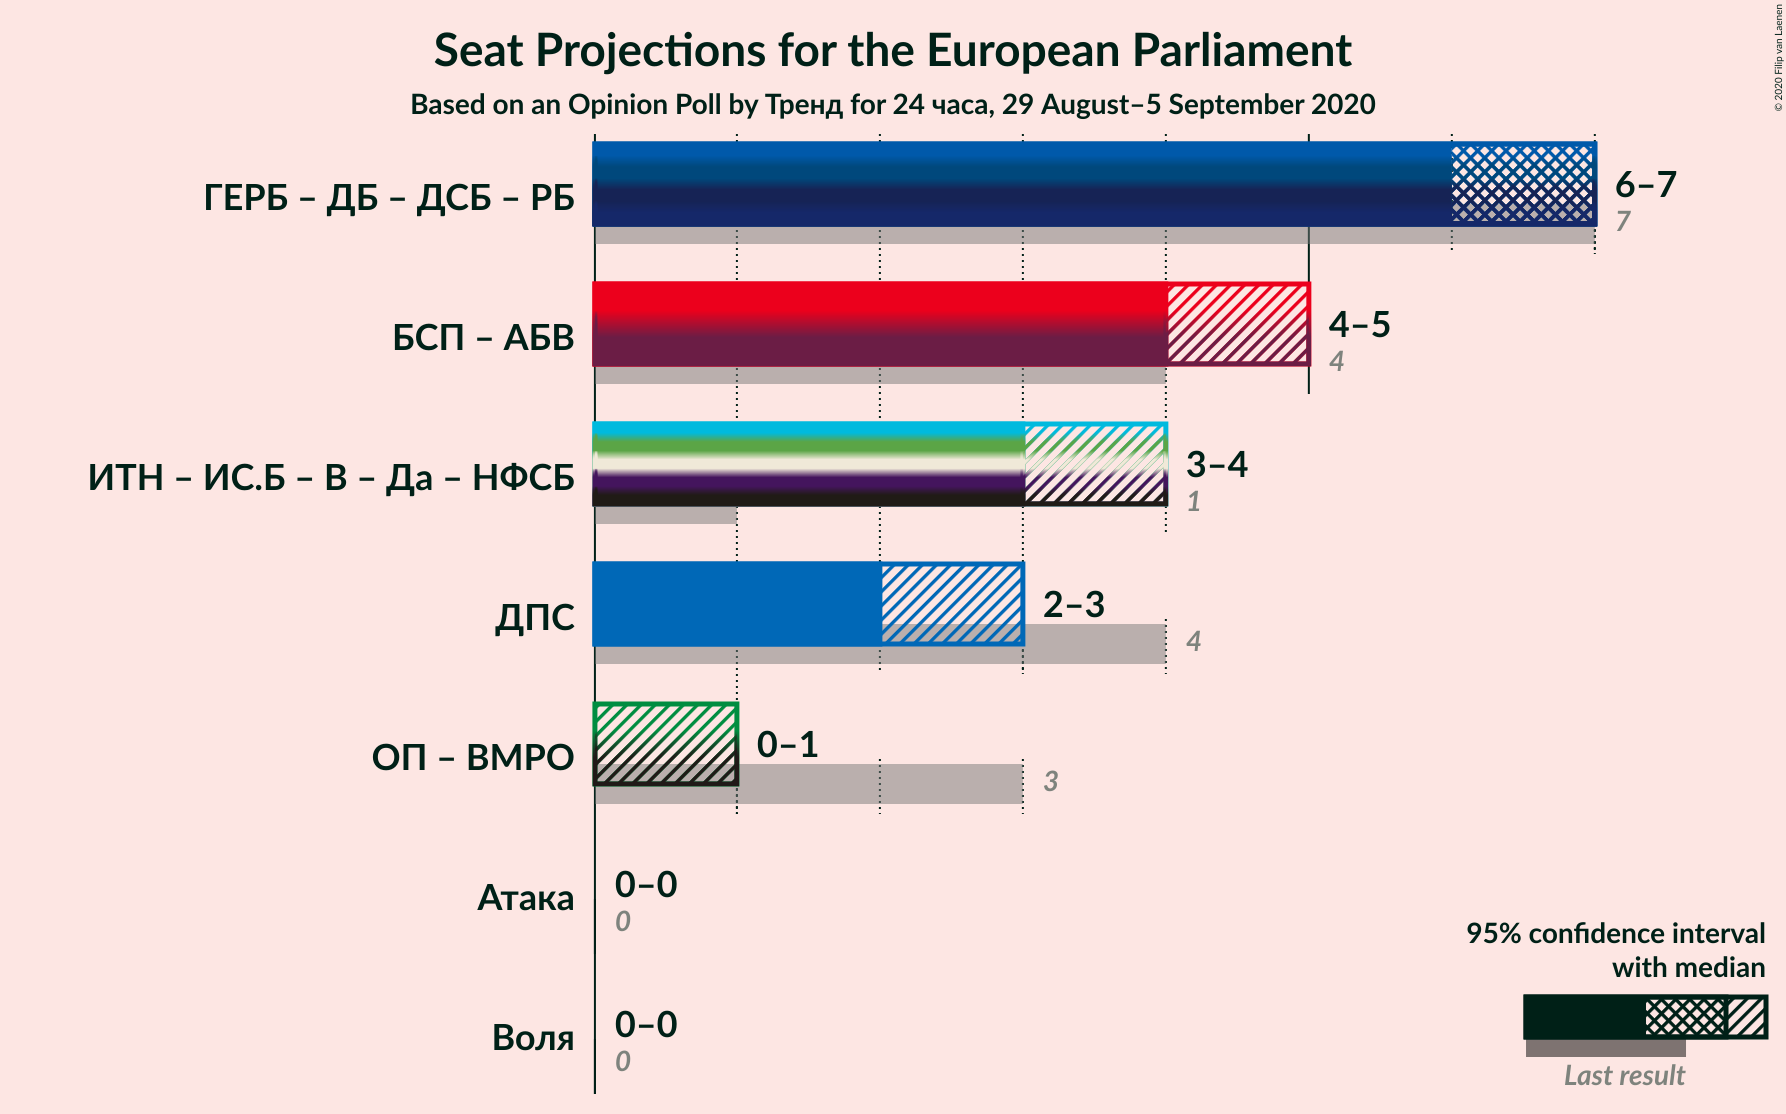 Seat Projections for the European Parliament
Based on an Opinion Poll by Тренд for 24 часа, 29 August–5 September 2020
© 2020 Filip van Laenen
ГЕРБ – ДБ – ДСБ – РБ
6–7
7
БСП – АБВ
4–5
4
ИТН – ИС.Б – В – Да – НФСБ
3–4
1
ДПС
2–3
4
ОП – ВМРО
0–1
3
Атака
0–0
0
Воля
0–0
0
95% confidence interval
with median
Last result